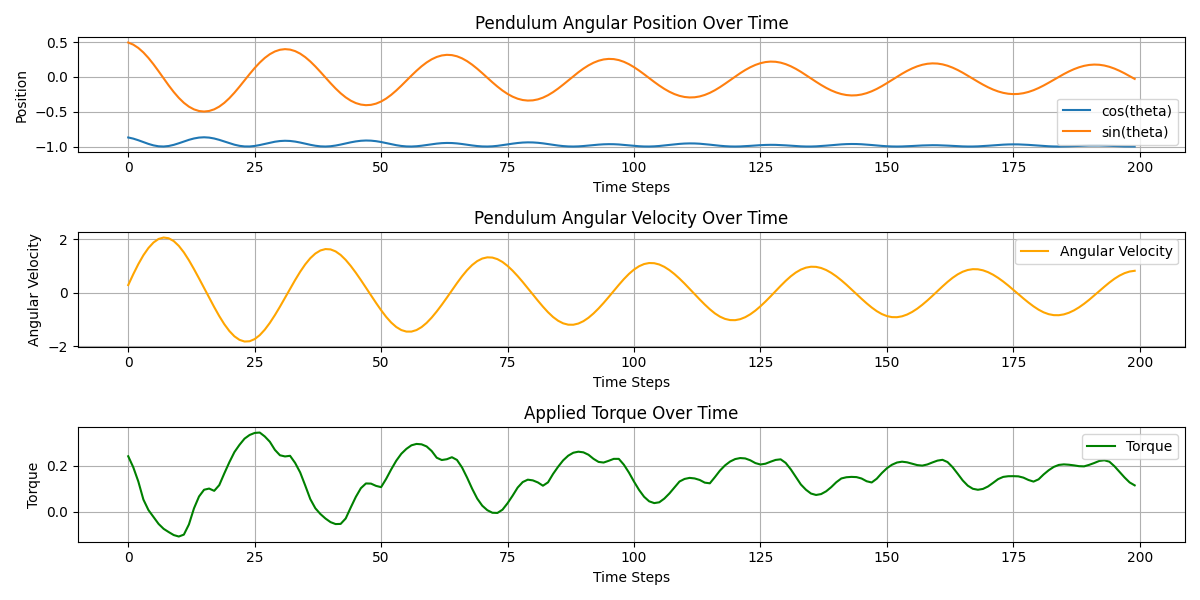 Pendulum Angular Position Over Time
Position
0.5
0.0
−0.5
−1.0
cos(theta)
sin(theta)
0 25 50 75 100 125 150 175 200
Time Steps
Pendulum Angular Velocity Over Time
Angular Velocity
2
0
−2
Angular Velocity
0 25 50 75 100 125 150 175 200
Time Steps
Applied Torque Over Time
Torque
0.2
0.0
Torque
0 25 50 75 100 125 150 175 200
Time Steps